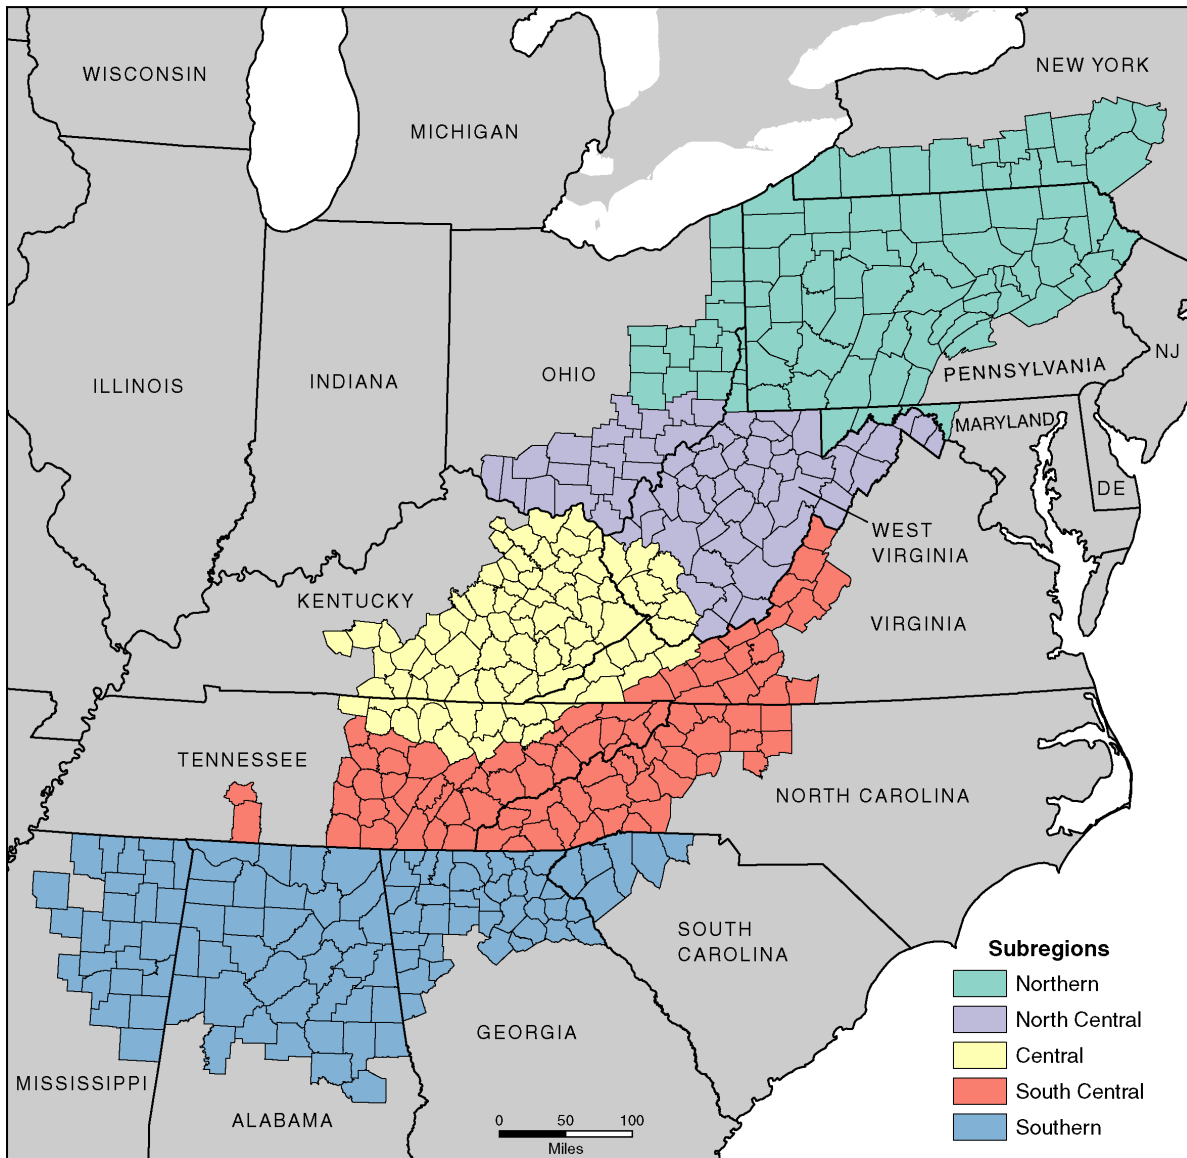 WISCONSIN
NEW YORK
MICHIGAN
ILLINOIS
INDIANA
OHIO
PENNSYLVANIA
NJ
MARYLAND
DE
WEST
VIRGINIA
KENTUCKY
VIRGINIA
TENNESSEE
NORTH CAROLINA
SOUTH
CAROLINA
GEORGIA
MISSISSIPPI
ALABAMA
Subregions
Northern
North Central
Central
South Central
Southern
0 50 100
Miles